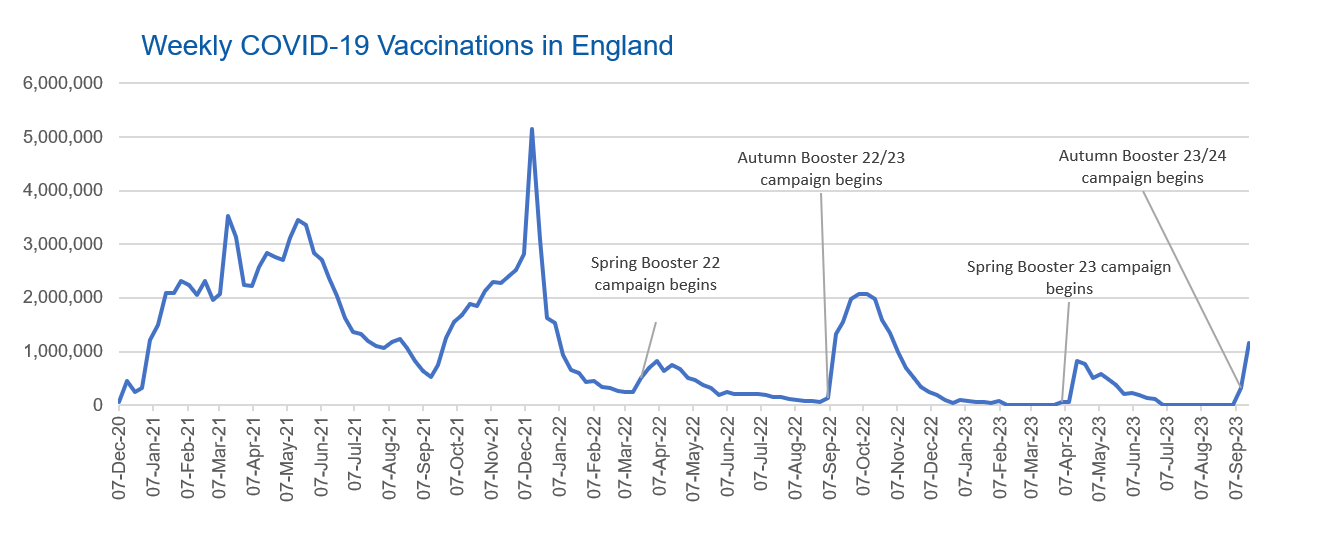 Weekly COVID-19 Vaccinations in England
6,000,000
5,000,000
4,000,000
3,000,000
2,000,000
1,000,000
0
Autumn Booster 22/23
campaign begins
Autumn Booster 23/24
campaign begins
Spring Booster 22
campaign begins
Spring Booster 23 campaign
begins
07-Dec-20
07-Jan-21
07-Feb-21
07-Mar-21
07-Apr-21
07-May-21
07-Jun-21
07-Jul-21
07-Aug-21
07-Sep-21
07-Oct-21
07-Nov-21
07-Dec-21
07-Jan-22
07-Feb-22
07-Mar-22
07-Apr-22
07-May-22
07-Jun-22
07-Jul-22
07-Aug-22
07-Sep-22
07-Oct-22
07-Nov-22
07-Dec-22
07-Jan-23
07-Feb-23
07-Mar-23
07-Apr-23
07-May-23
07-Jun-23
07-Jul-23
07-Aug-23
07-Sep-23